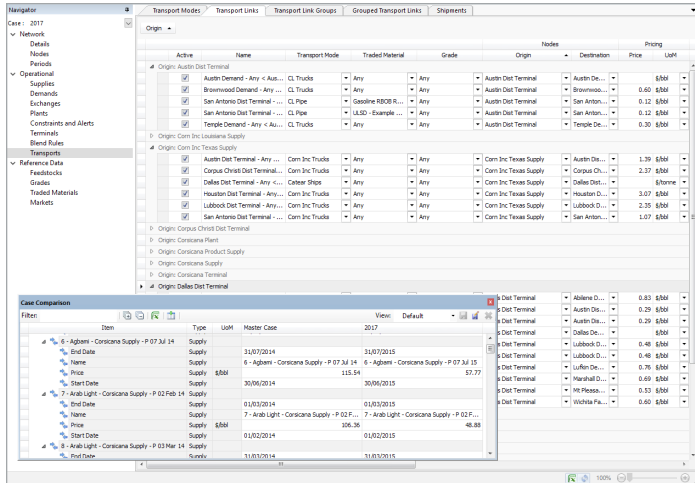 Navigator
Transport Modes Transport Links Transport Link Groups Grouped Transport Links Shipments
Case : 2017
Network
Details
Nodes
Periods
Operational
Supplies
Demands
Exchanges
Plants
Constraints and Alerts
Terminals
Blend Rules
Transports
Reference Data
Feedstocks
Grades
Traded Materials
Markets
Origin
Nodes Pricing
Active Name Transport Mode Traded Material Grade Origin Destination Price UoM
Origin: Austin Dist Terminal
Austin Demand - Any < Aus... CL Trucks Any Any Austin Dist Terminal Austin De... $/bbl
Brownwood Demand - Any ... CL Trucks Any Any Austin Dist Terminal Brownwoo... 0.60 $/bbl
San Antonio Dist Terminal - ... CL Pipe Gasoline RBOB R... Any Austin Dist Terminal San Anton... 0.12 $/bbl
San Antonio Dist Terminal - ... CL Pipe ULSD - Example ... Any Austin Dist Terminal San Anton... 0.12 $/bbl
Temple Demand - Any < Au... CL Trucks Any Any Austin Dist Terminal Temple De... 0.30 $/bbl
Origin: Corn Inc Louisiana Supply
Origin: Corn Inc Texas Supply
Austin Dist Terminal - Any ... Corn Inc Trucks Any Any Corn Inc Texas Supply Austin Dis... 1.39 $/bbl
Corpus Christi Dist Terminal... Corn Inc Trucks Any Any Corn Inc Texas Supply Corpus Ch... 2.37 $/bbl
Dallas Dist Terminal - Any <... Catear Ships Any Any Corn Inc Texas Supply Dallas Dist... $/tonne
Houston Dist Terminal - Any... Corn Inc Trucks Any Any Corn Inc Texas Supply Houston D... 3.07 $/bbl
Lubbock Dist Terminal - Any... Corn Inc Trucks Any Any Corn Inc Texas Supply Lubbock D... 2.35 $/bbl
San Antonio Dist Terminal - ... Corn Inc Trucks Any Any Corn Inc Texas Supply San Anton... 1.07 $/bbl
Origin: Corpus Christi Dist Terminal
Origin: Corsicana Plant
Origin: Corsicana Product Supply
Origin: Corsicana Supply
Origin: Corsicana Terminal
Origin: Dallas Dist Terminal
s Dist Terminal Abilene D... 0.83 $/bbl
s Dist Terminal Austin Dis... 0.29 $/bbl
s Dist Terminal Austin Dis... 0.29 $/bbl
s Dist Terminal Dallas De... $/bbl
s Dist Terminal Lubbock D... 0.48 $/bbl
s Dist Terminal Lubbock D... 0.48 $/bbl
s Dist Terminal Lufkin De... 0.76 $/bbl
s Dist Terminal Marshall D... 0.69 $/bbl
s Dist Terminal Mt Pleasa... 0.53 $/bbl
s Dist Terminal Wichita Fa... 0.60 $/bbl
Case Comparison
Filter: View: Default
Item Type UoM Master Case 2017
6 - Agbami - Corsicana Supply - P 07 Jul 14 Supply
End Date Supply 31/07/2014 31/07/2015
Name Supply 6 - Agbami - Corsicana Supply - P 07 Jul 14 6 - Agbami - Corsicana Supply - P 07 Jul 15
Price Supply $/bbl 115.54 57.77
Start Date Supply 30/06/2014 30/06/2015
7 - Arab Light - Corsicana Supply - P 02 Feb 14 Supply
End Date Supply 01/03/2014 01/03/2015
Name Supply 7 - Arab Light - Corsicana Supply - P 02 F... 7 - Arab Light - Corsicana Supply - P 02 F...
Price Supply $/bbl 106.36 48.88
Start Date Supply 01/02/2014 01/02/2015
8 - Arab Light - Corsicana Supply - P 03 Mar 14 Supply
End Date Supply 31/03/2014 31/03/2015
100%